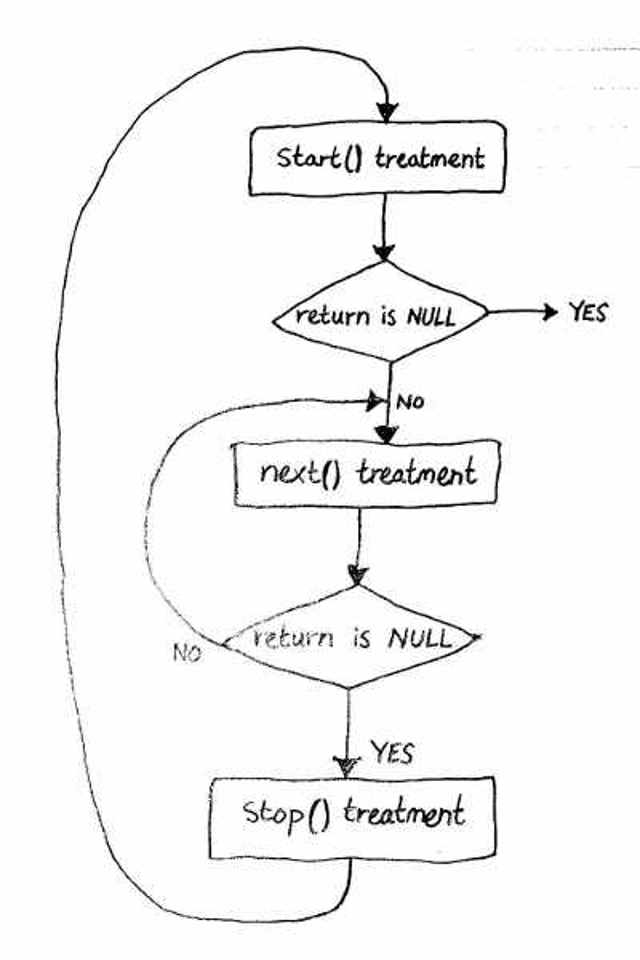 Start() treatment
return is NULL
YES
NO
next() treatment
return is NULL
NO
YES
Stop() treatment